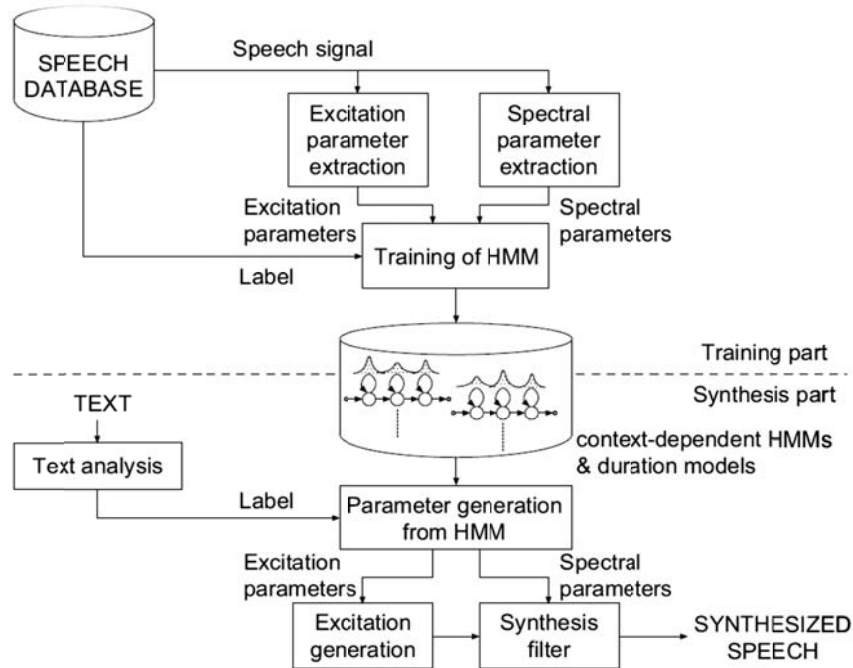 SPEECH
DATABASE
Speech signal
Excitation
parameter
extraction
Spectral
parameter
extraction
Excitation
parameters
Spectral
parameters
Training of HMM
Label
Training part
Synthesis part
context-dependent HMMs
& duration models
TEXT
Text analysis
Label
Parameter generation
from HMM
Excitation
parameters
Spectral
parameters
Excitation
generation
Synthesis
filter
SYNTHESIZED
SPEECH